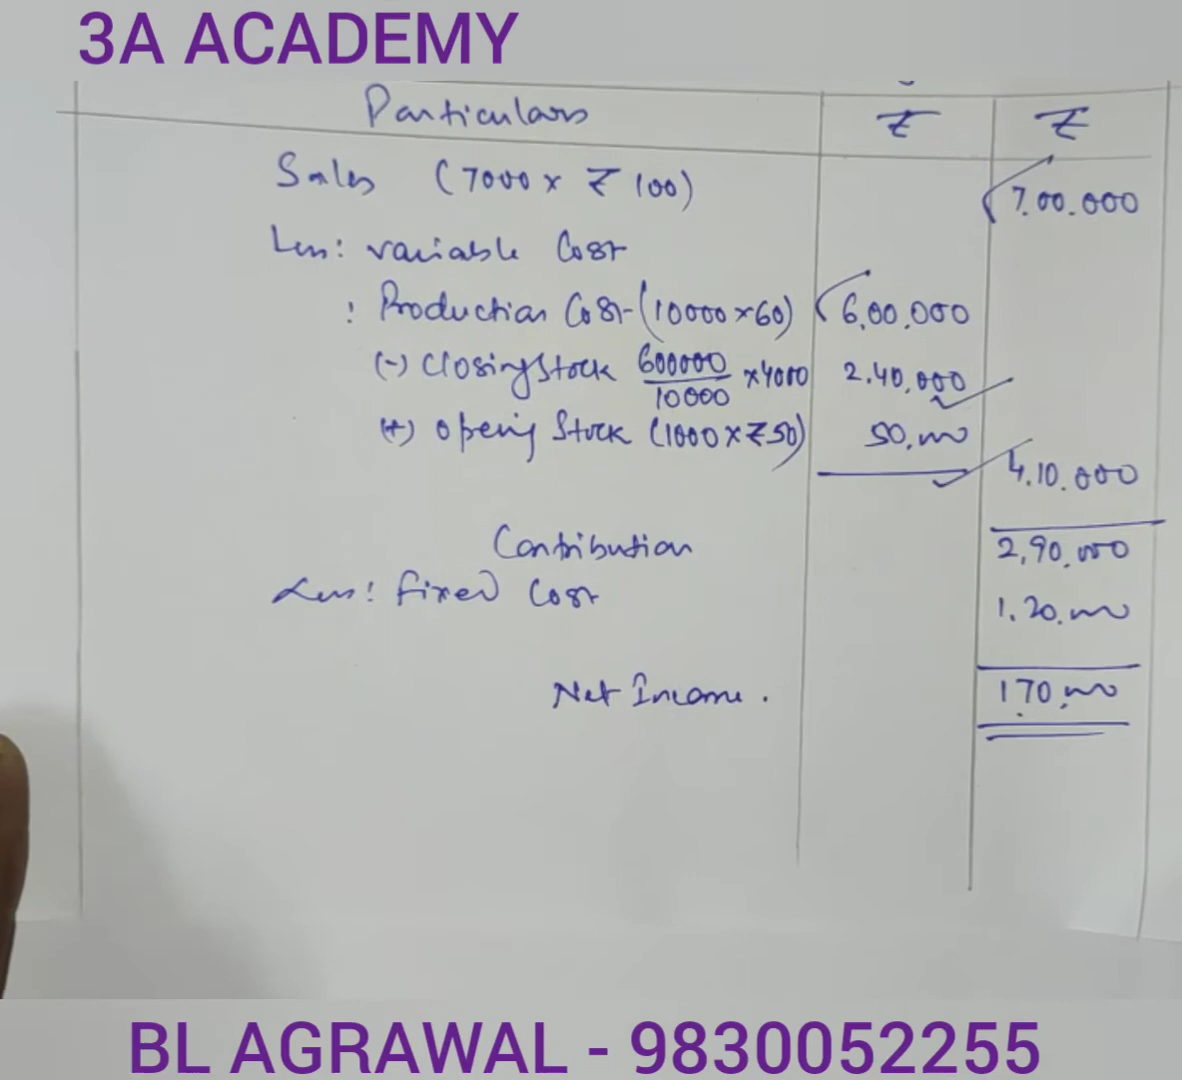 3A ACADEMY
Particulars ₹ ₹
Sales (7000 x ₹ 100) 7.00.000
Less: variable Cost
: Production Cost (10000 x 60) 6,00,000
(-) Closing Stock 600000/10000 x 4000 2.40,000
(+) Opening Stock (1000 x ₹50) 50,000
4.10.000
Contribution 2,90,000
Less: fixed Cost 1.20.000
Net Income. 170,000
BL AGRAWAL - 9830052255